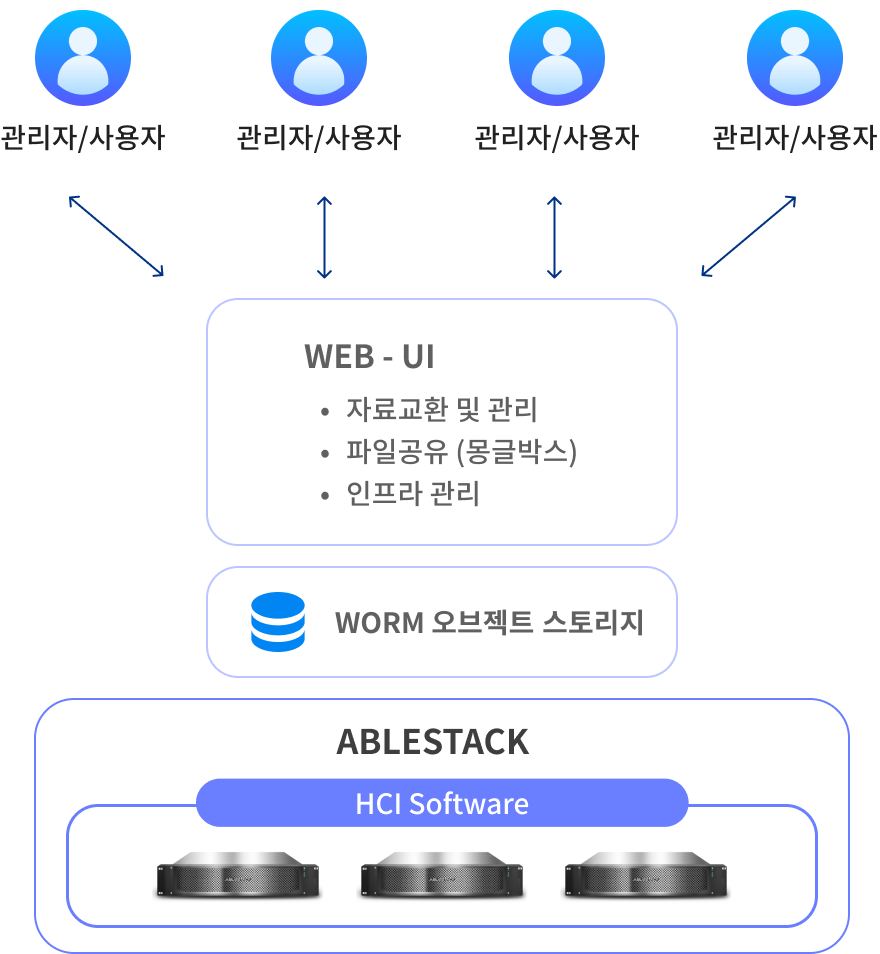 관리자/사용자 관리자/사용자 관리자/사용자 관리자/사용자
WEB - UI
• 자료교환 및 관리
• 파일공유 (몽글박스)
• 인프라 관리
WORM 오브젝트 스토리지
ABLESTACK
HCI Software